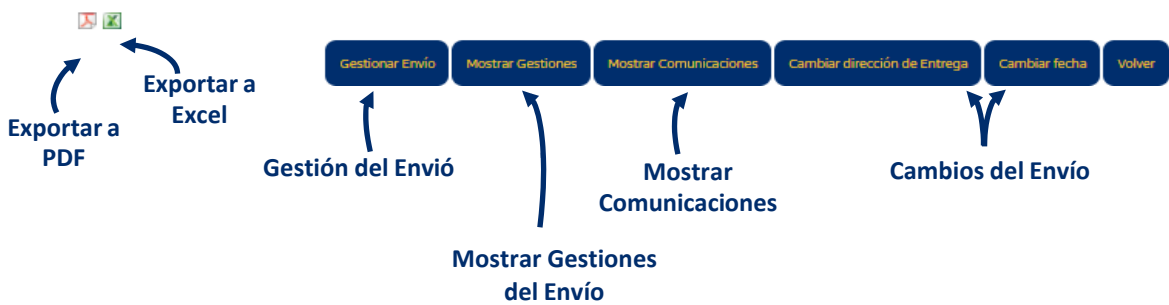 Gestionar Envío
Mostrar Gestiones
Mostrar Comunicaciones
Cambiar dirección de Entrega
Cambiar fecha
Volver
Exportar a
Excel
Exportar a
PDF
Gestión del Envió
Mostrar
Comunicaciones
Cambios del Envío
Mostrar Gestiones
del Envío